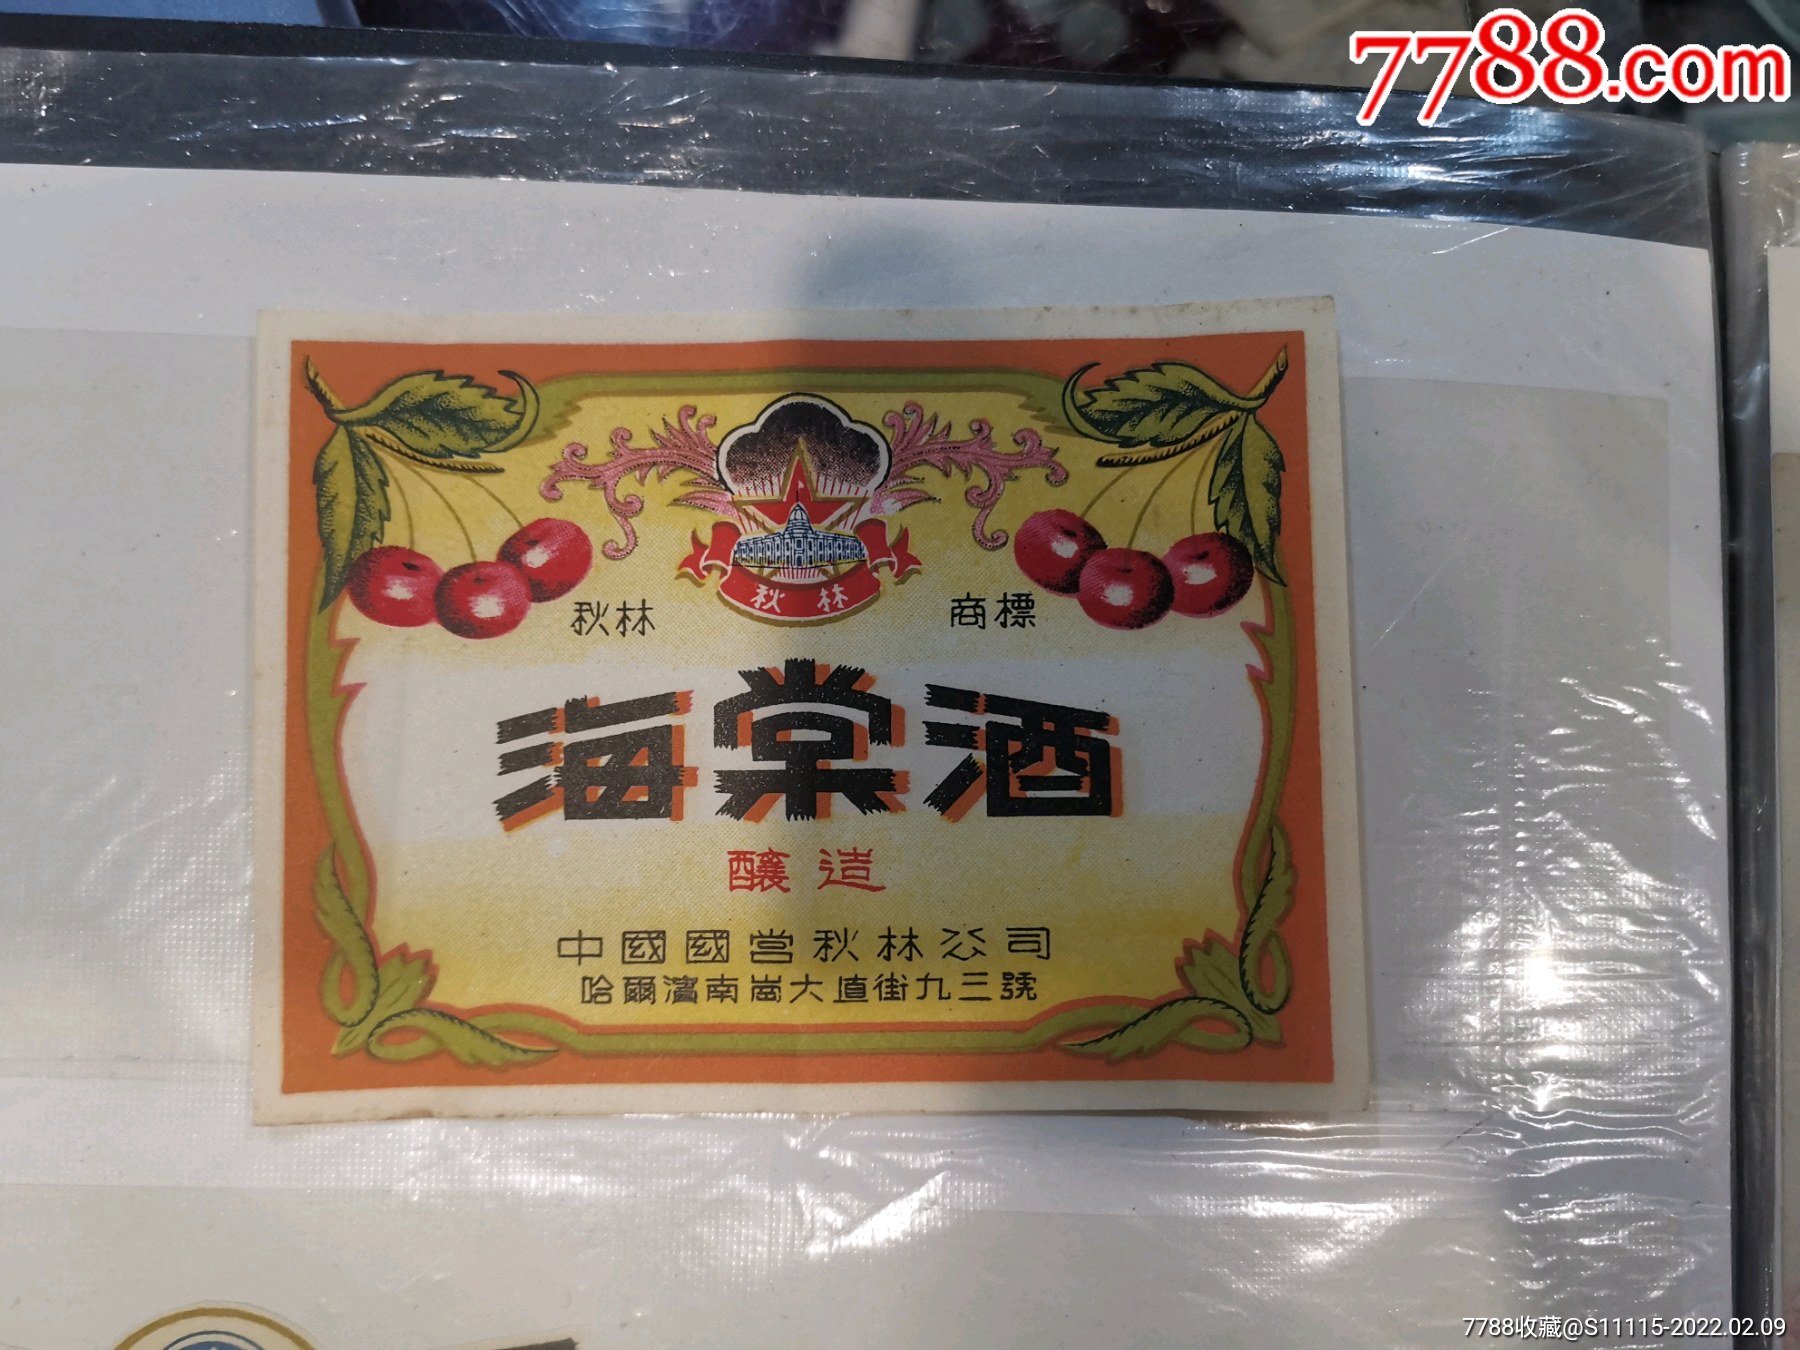 7788.com
秋林
秋林 商標
海棠酒
釀造
中國國营秋林公司
哈爾濱南崗大直街九三號
7788收藏@S11115-2022.02.09